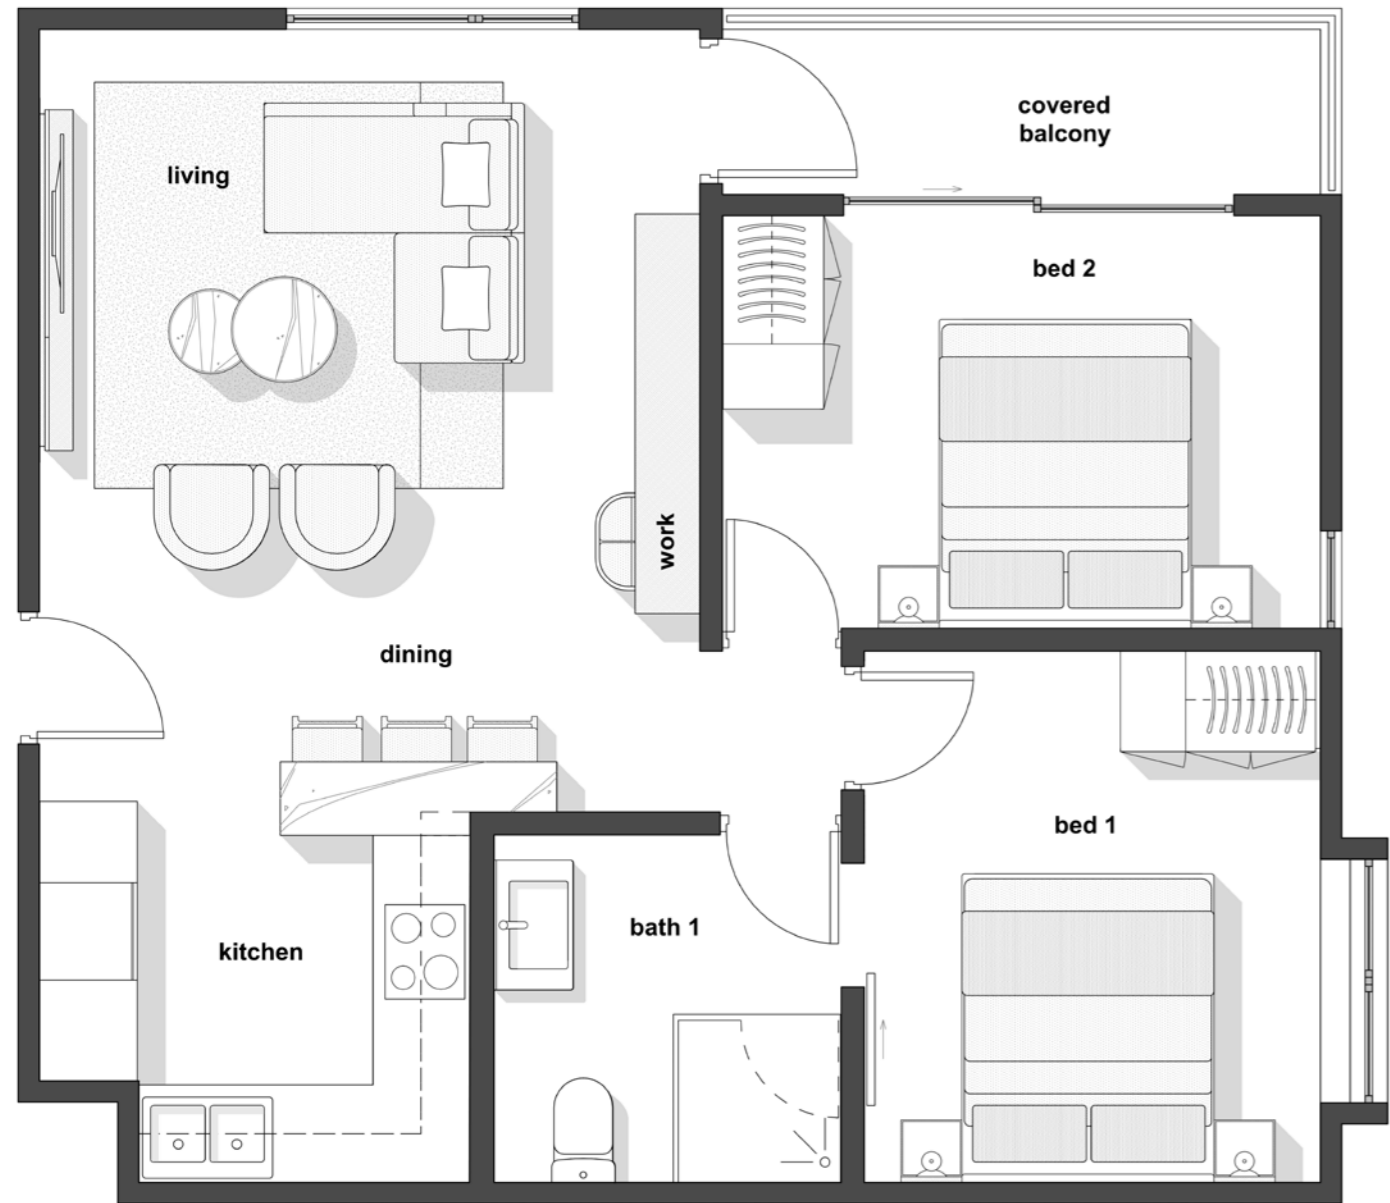 covered
balcony
living
bed 2
work
dining
bed 1
bath 1
kitchen